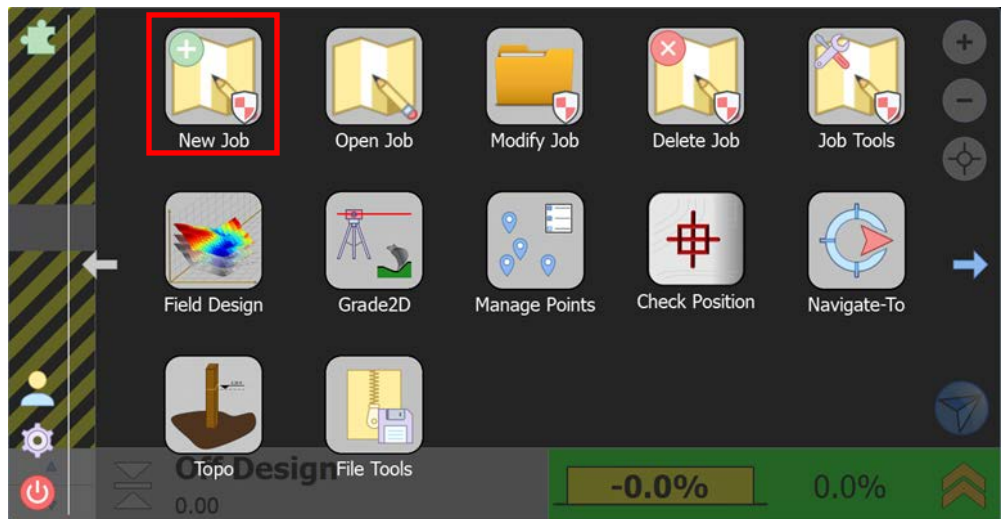 New Job
Open Job
Modify Job
Delete Job
Job Tools
Field Design
Grade2D
Manage Points
Check Position
Navigate-To
Topo
File Tools
Off Design
0.00
-0.0%
0.0%